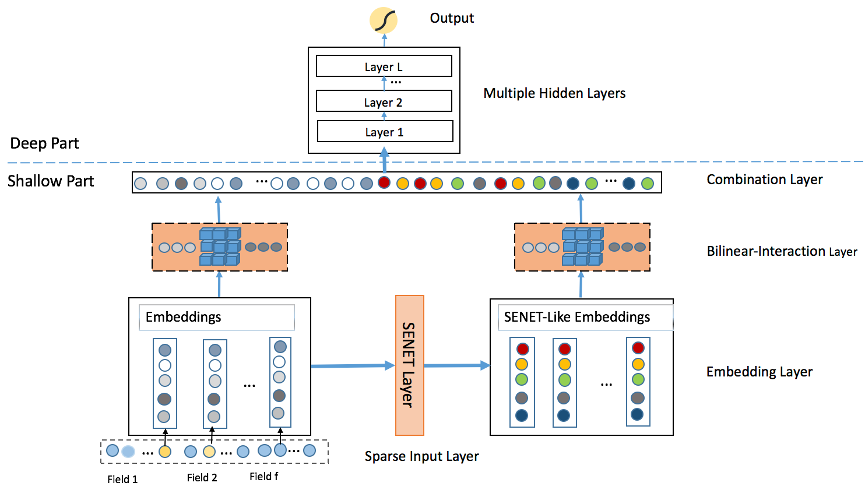 Output
Layer L
...
Layer 2
Layer 1
Multiple Hidden Layers
Deep Part
Shallow Part
... ...
Combination Layer
Bilinear-Interaction Layer
Embeddings
...
SENET Layer
SENET-Like Embeddings
...
Embedding Layer
... ... ...
Sparse Input Layer
Field 1
Field 2
Field f